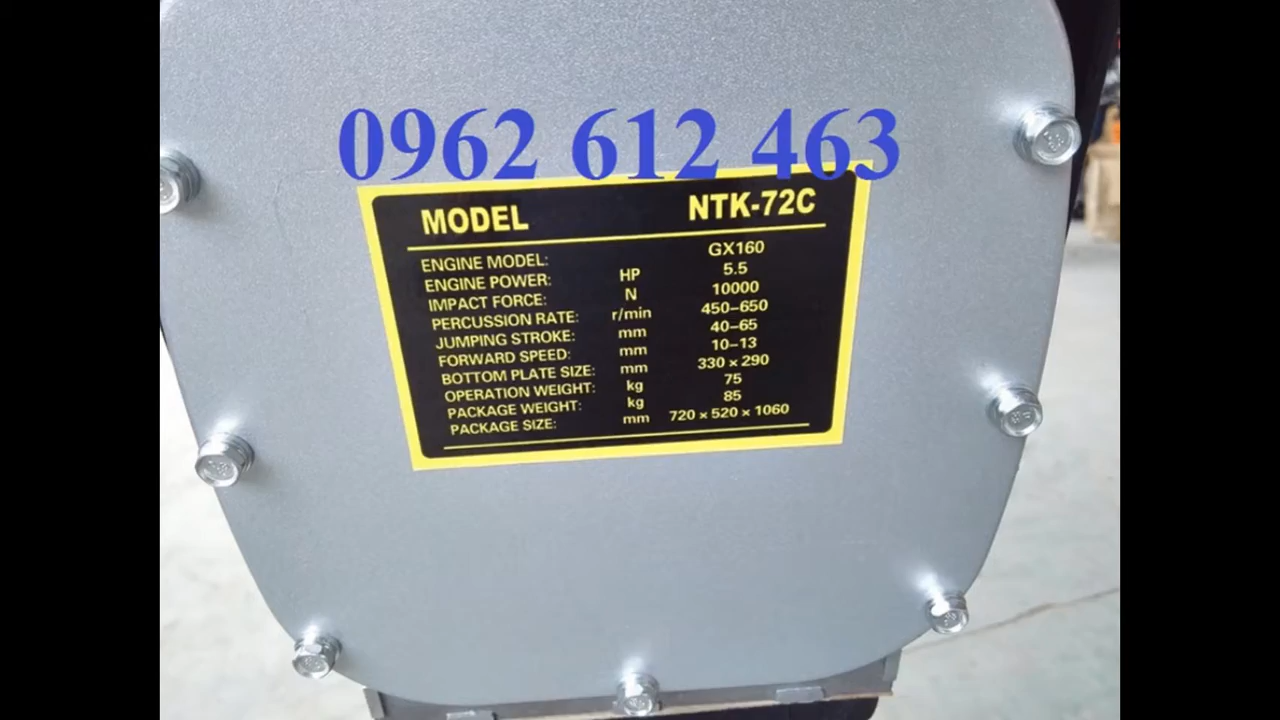 0962 612 463
MODEL NTK-72C
ENGINE MODEL: GX160
ENGINE POWER: HP 5.5
IMPACT FORCE: N 10000
PERCUSSION RATE: r/min 450-650
JUMPING STROKE: mm 40-65
FORWARD SPEED: mm 10-13
BOTTOM PLATE SIZE: mm 330 x 290
OPERATION WEIGHT: kg 75
PACKAGE WEIGHT: kg 85
PACKAGE SIZE: mm 720 x 520 x 1060